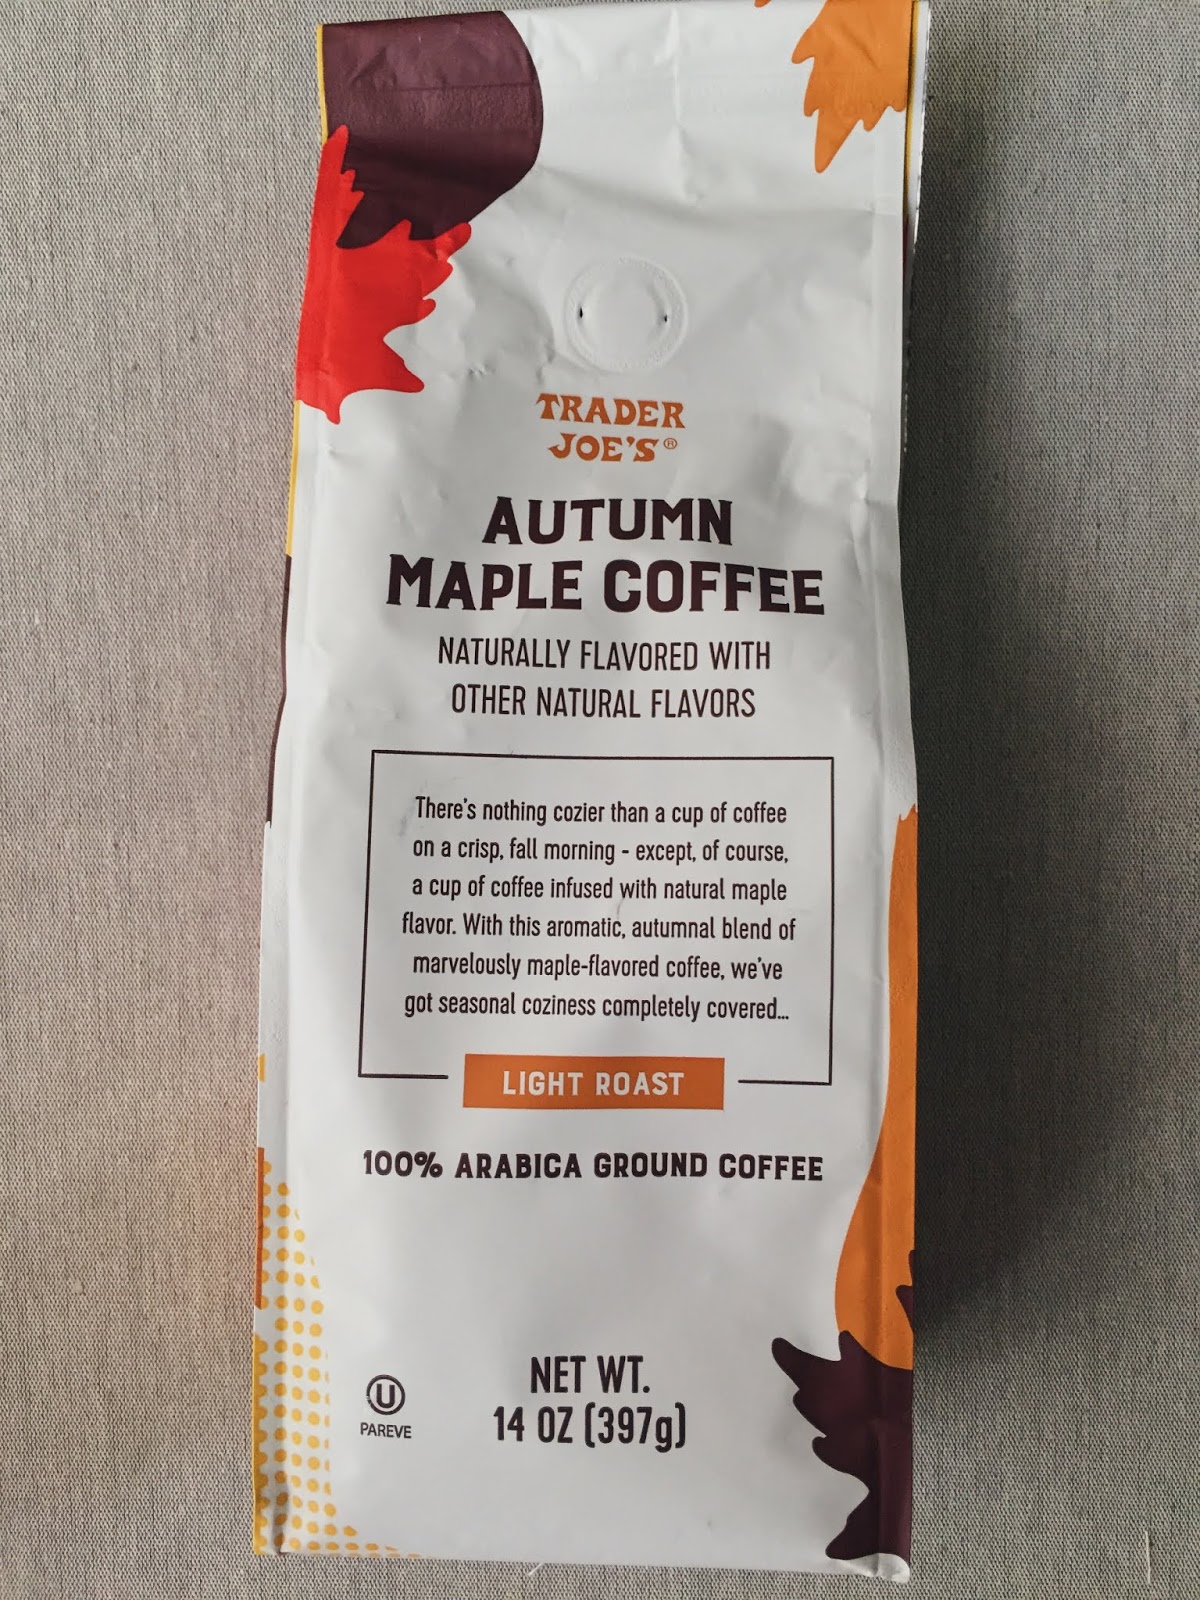 TRADER
JOE'S®
AUTUMN
MAPLE COFFEE
NATURALLY FLAVORED WITH
OTHER NATURAL FLAVORS
There's nothing cozier than a cup of coffee
on a crisp, fall morning - except, of course,
a cup of coffee infused with natural maple
flavor. With this aromatic, autumnal blend of
marvelously maple-flavored coffee, we've
got seasonal coziness completely covered...
LIGHT ROAST
100% ARABICA GROUND COFFEE
U
PAREVE
NET WT.
14 OZ (397g)